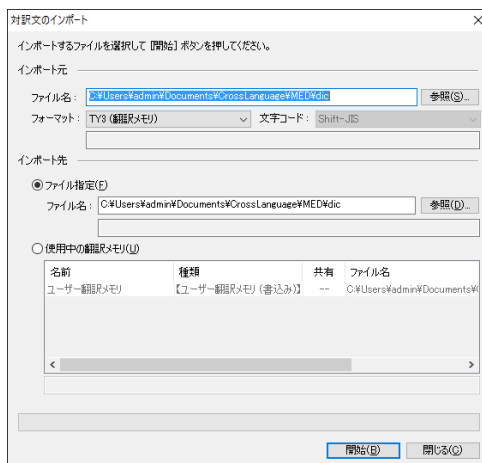 対訳文のインポート
インポートするファイルを選択して [開始] ボタンを押してください。
インポート元
ファイル名： C:¥Users¥admin¥Documents¥CrossLanguage¥MED¥dic 参照(S)...
フォーマット： TY3 (翻訳メモリ) 文字コード： Shift-JIS
インポート先
ファイル指定(F)
ファイル名： C:¥Users¥admin¥Documents¥CrossLanguage¥MED¥dic 参照(D)...
使用中の翻訳メモリ(U)
名前 種類 共有 ファイル名
ユーザー翻訳メモリ 【ユーザー翻訳メモリ (書込み)】 -- C:¥Users¥admin¥Documents¥
開始(B) 閉じる(C)